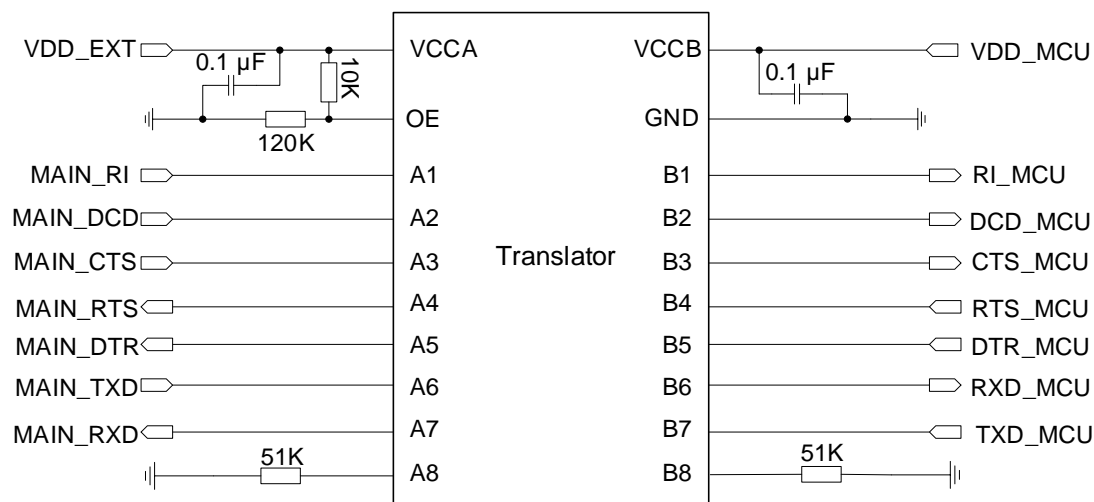 VDD_EXT VCCA VCCB VDD_MCU
0.1 µF 10K 0.1 µF
OE GND
120K
MAIN_RI A1 B1 RI_MCU
MAIN_DCD A2 B2 DCD_MCU
MAIN_CTS A3 Translator B3 CTS_MCU
MAIN_RTS A4 B4 RTS_MCU
MAIN_DTR A5 B5 DTR_MCU
MAIN_TXD A6 B6 RXD_MCU
MAIN_RXD A7 B7 TXD_MCU
51K A8 B8 51K